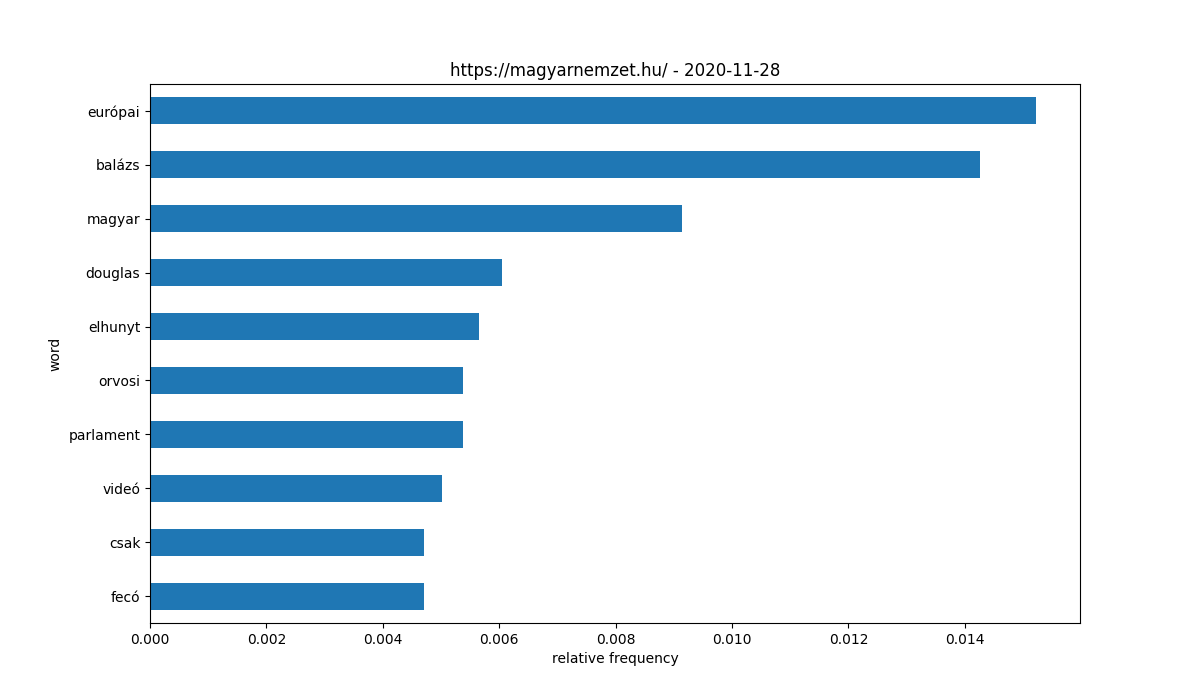 https://magyarnemzet.hu/ - 2020-11-28
európai
balázs
magyar
douglas
elhunyt
orvosi
parlament
videó
csak
fecó
word
0.000 0.002 0.004 0.006 0.008 0.010 0.012 0.014
relative frequency